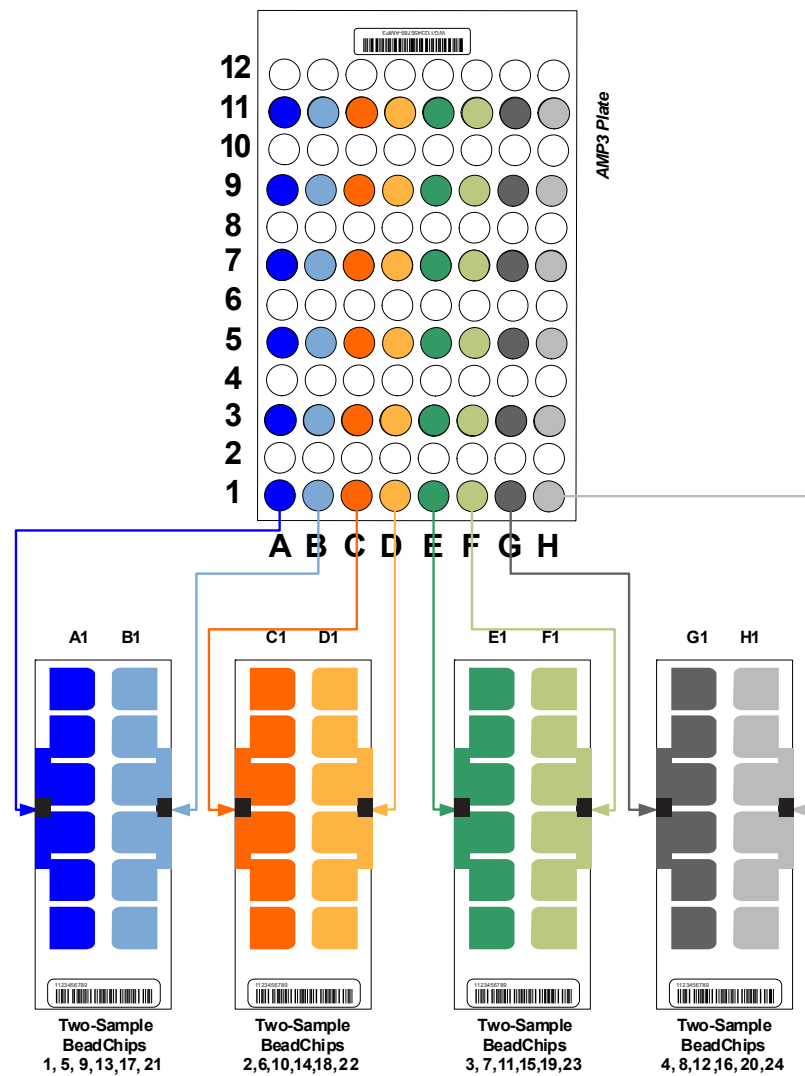 WG1123456789-AMP3
12
11
10
9
8
7
6
5
4
3
2
1
AMP3 Plate
A B C D E F G H
A1 B1
C1 D1
E1 F1
G1 H1
1123456789
1123456789
1123456789
1123456789
Two-Sample
BeadChips
1, 5, 9,13,17, 21
Two-Sample
BeadChips
2,6,10,14,18,22
Two-Sample
BeadChips
3, 7,11,15,19,23
Two-Sample
BeadChips
4, 8,12,16, 20,24